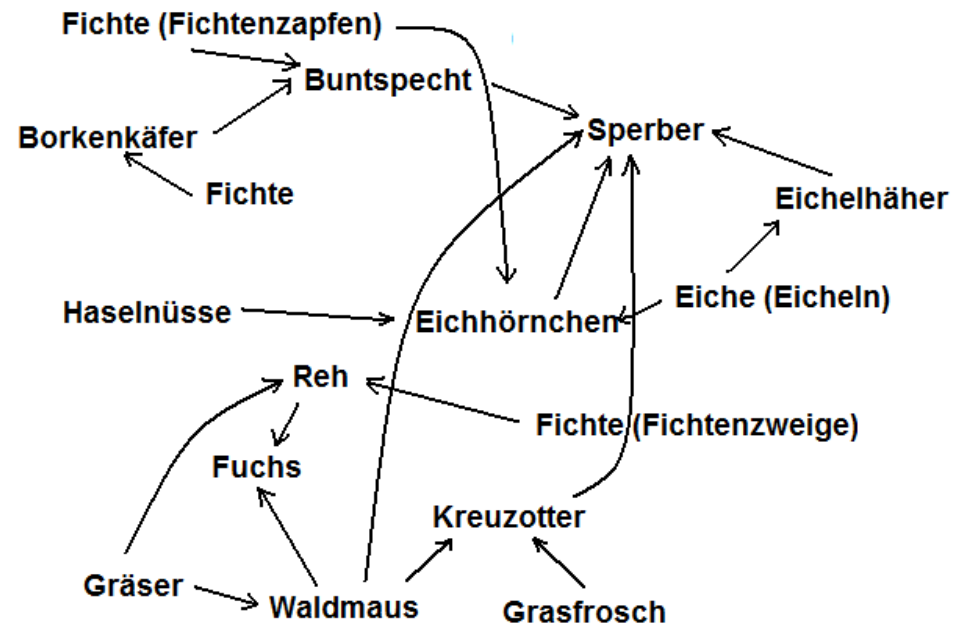 Fichte (Fichtenzapfen)
Buntspecht
Sperber
Borkenkäfer
Fichte
Eichelhäher
Eiche (Eicheln)
Haselnüsse
Eichhörnchen
Reh
Fichte (Fichtenzweige)
Fuchs
Kreuzotter
Gräser
Waldmaus
Grasfrosch